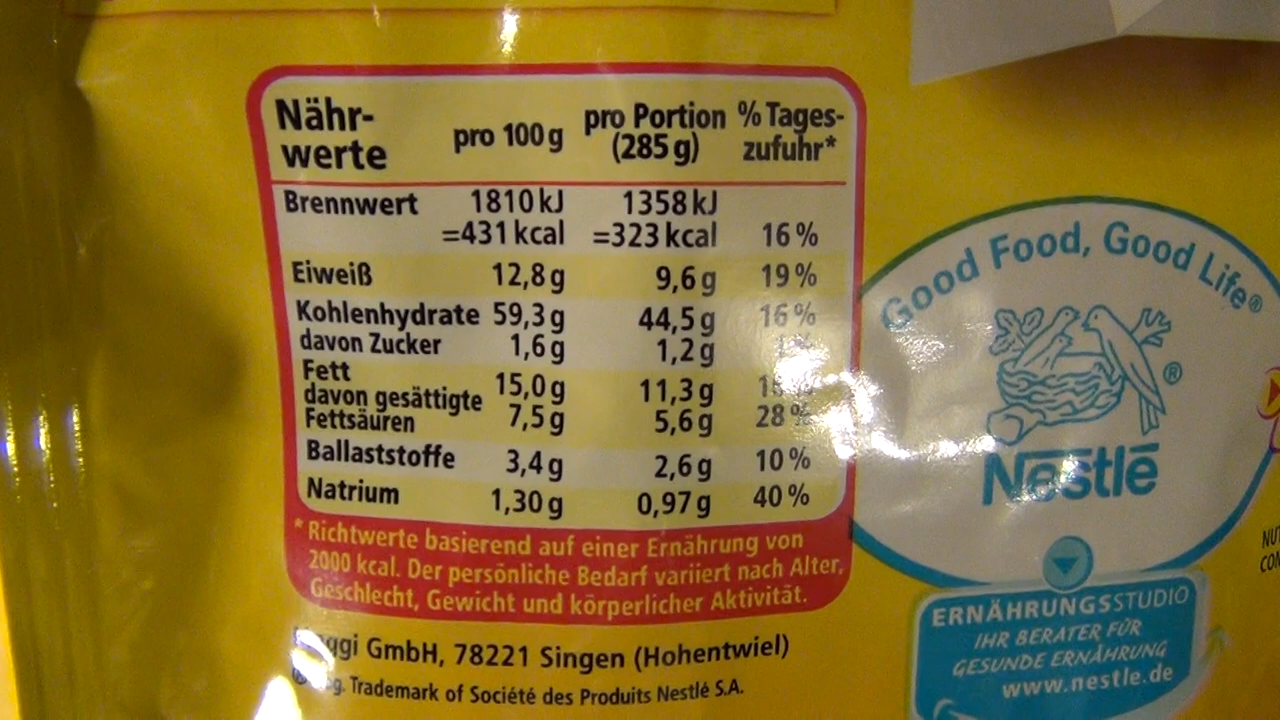 Nähr-
werte
pro 100 g
pro Portion
(285 g)
% Tages-
zufuhr*
Brennwert 1810 kJ 1358 kJ
=431 kcal =323 kcal 16 %
Eiweiß 12,8 g 9,6 g 19 %
Kohlenhydrate 59,3 g 44,5 g 16 %
davon Zucker 1,6 g 1,2 g
Fett 15,0 g 11,3 g
davon gesättigte
Fettsäuren 7,5 g 5,6 g 28 %
Ballaststoffe 3,4 g 2,6 g 10 %
Natrium 1,30 g 0,97 g 40 %
* Richtwerte basierend auf einer Ernährung von
2000 kcal. Der persönliche Bedarf variiert nach Alter,
Geschlecht, Gewicht und körperlicher Aktivität.
GmbH, 78221 Singen (Hohentwiel)
Trademark of Société des Produits Nestlé S.A.
Good Food, Good Life®
®
Nestlé
ERNÄHRUNGSSTUDIO
IHR BERATER FÜR
GESUNDE ERNÄHRUNG
www.nestle.de